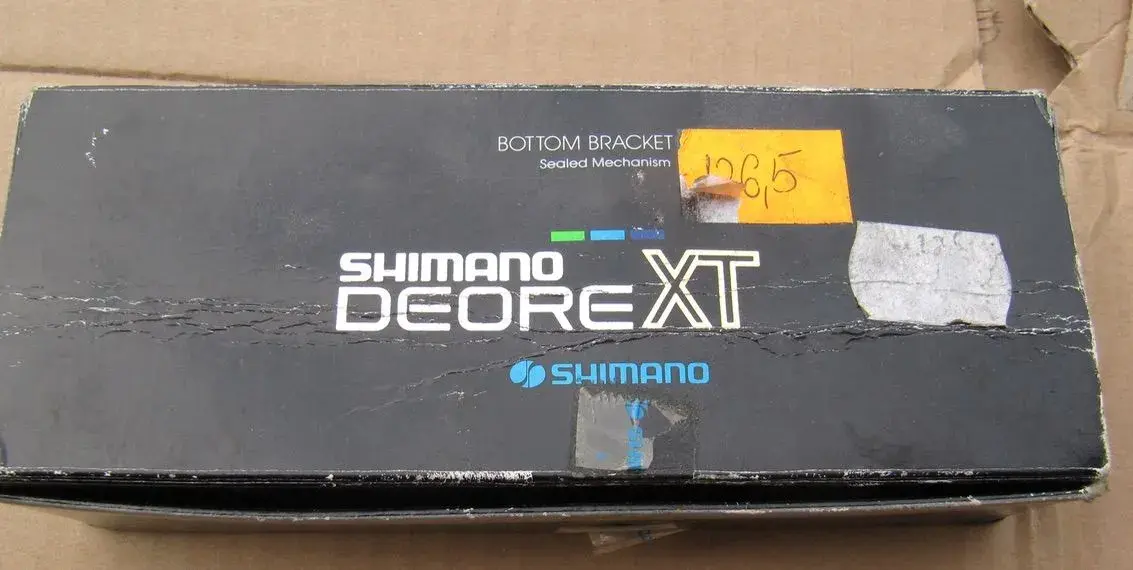 BOTTOM BRACKET
Sealed Mechanism
126,5
SHIMANO
DEORE XT
SHIMANO